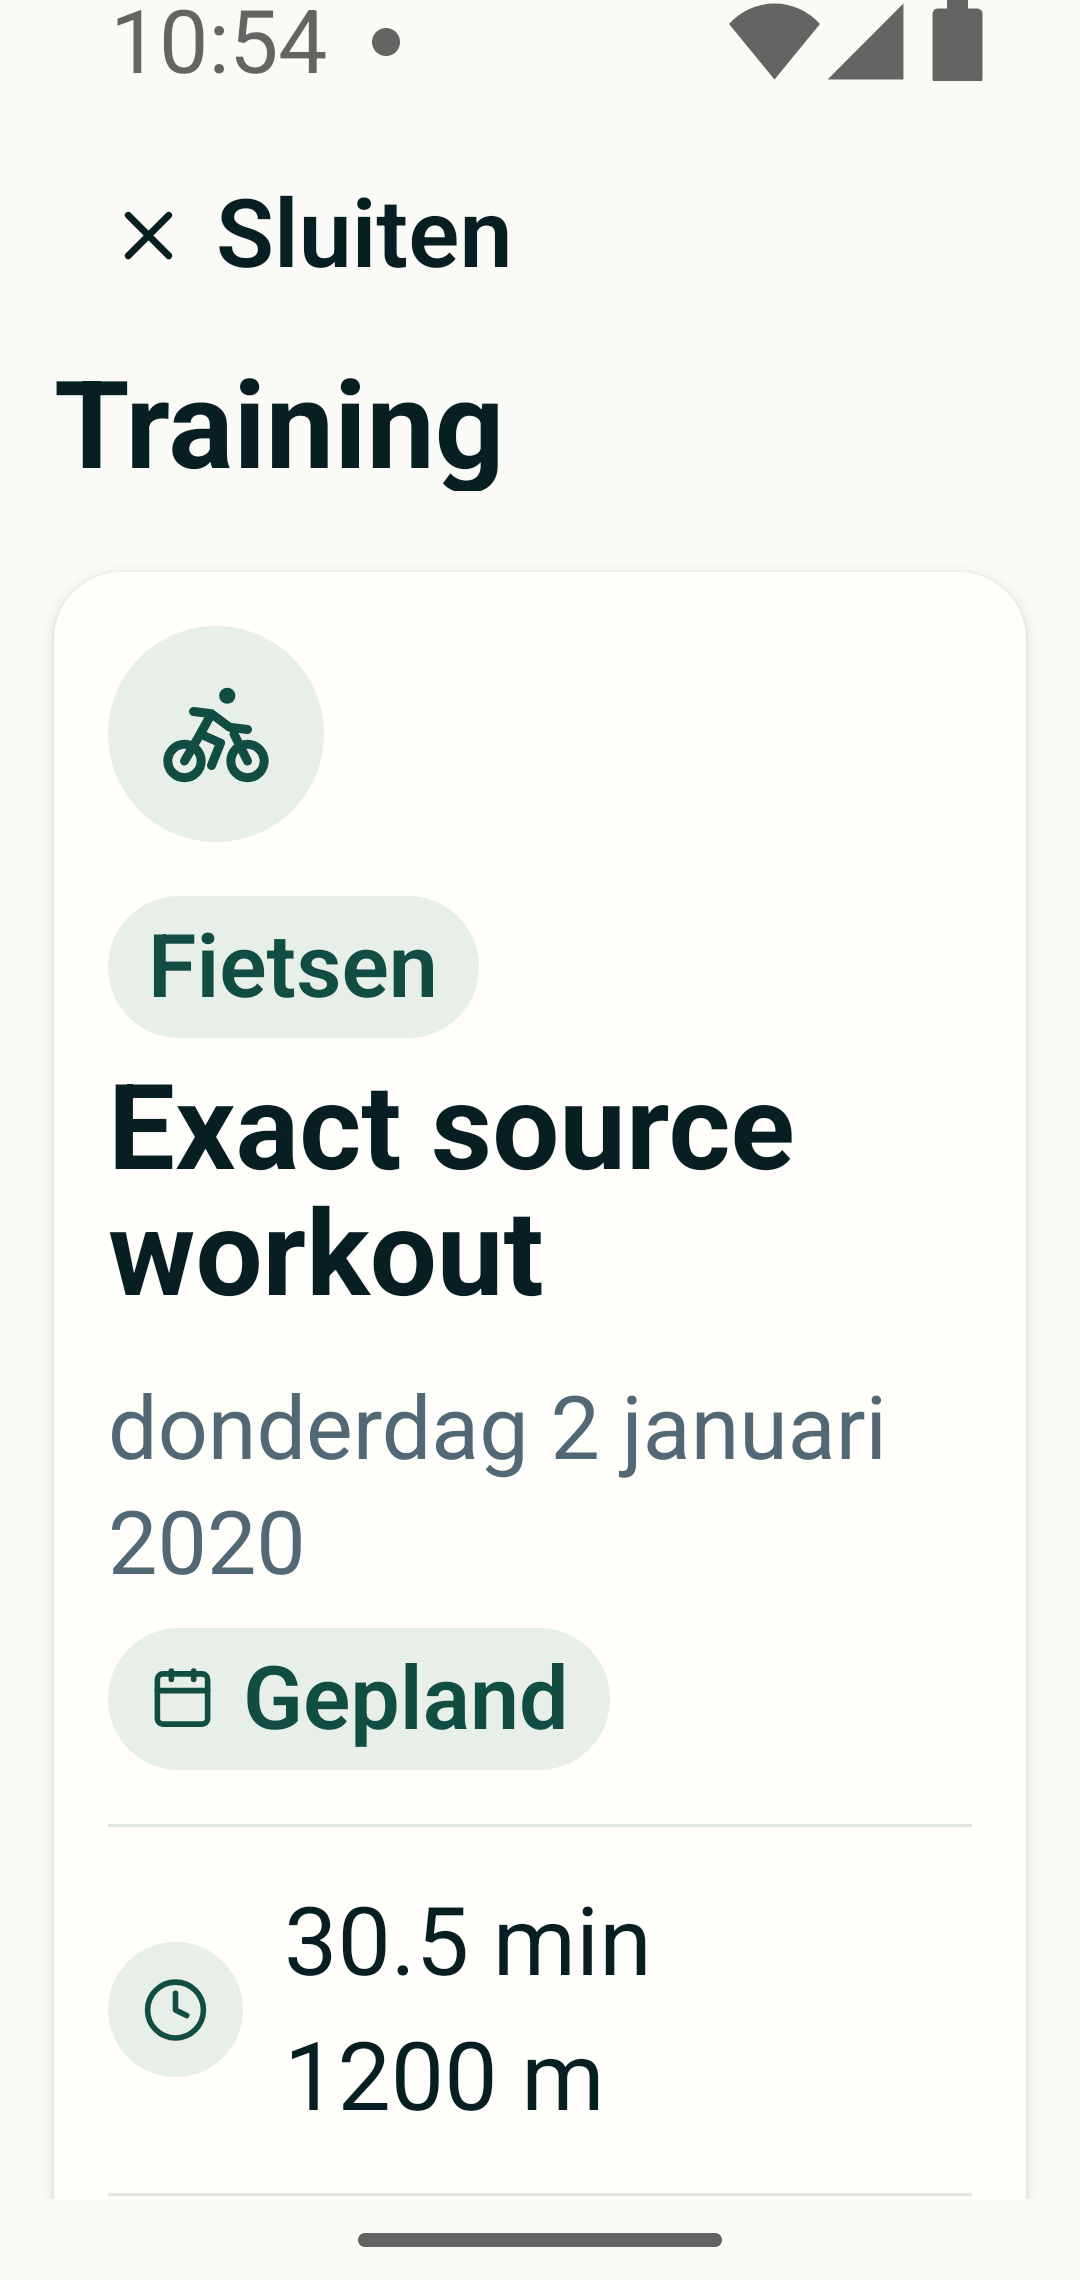 10:54
Sluiten
Training
Fietsen
Exact source
workout
donderdag 2 januari
2020
Gepland
30.5 min
1200 m